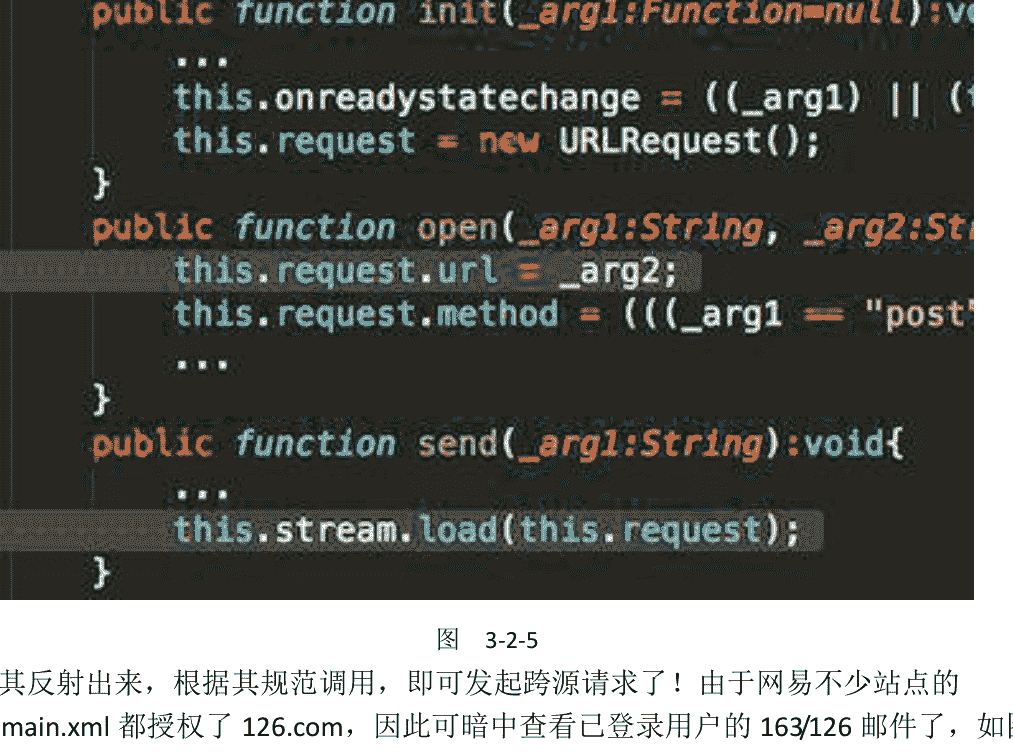 public function init(_arg1:Function=null):v
...
this.onreadystatechange = ((_arg1) || (
this.request = new URLRequest();
}
public function open(_arg1:String, _arg2:St
this.request.url = _arg2;
this.request.method = (((_arg1 == "post"
...
}
public function send(_arg1:String):void{
...
this.stream.load(this.request);
}
图 3-2-5
其反射出来，根据其规范调用，即可发起跨源请求了！由于网易不少站点的
main.xml 都授权了 126.com，因此可暗中查看已登录用户的 163/126 邮件了，如